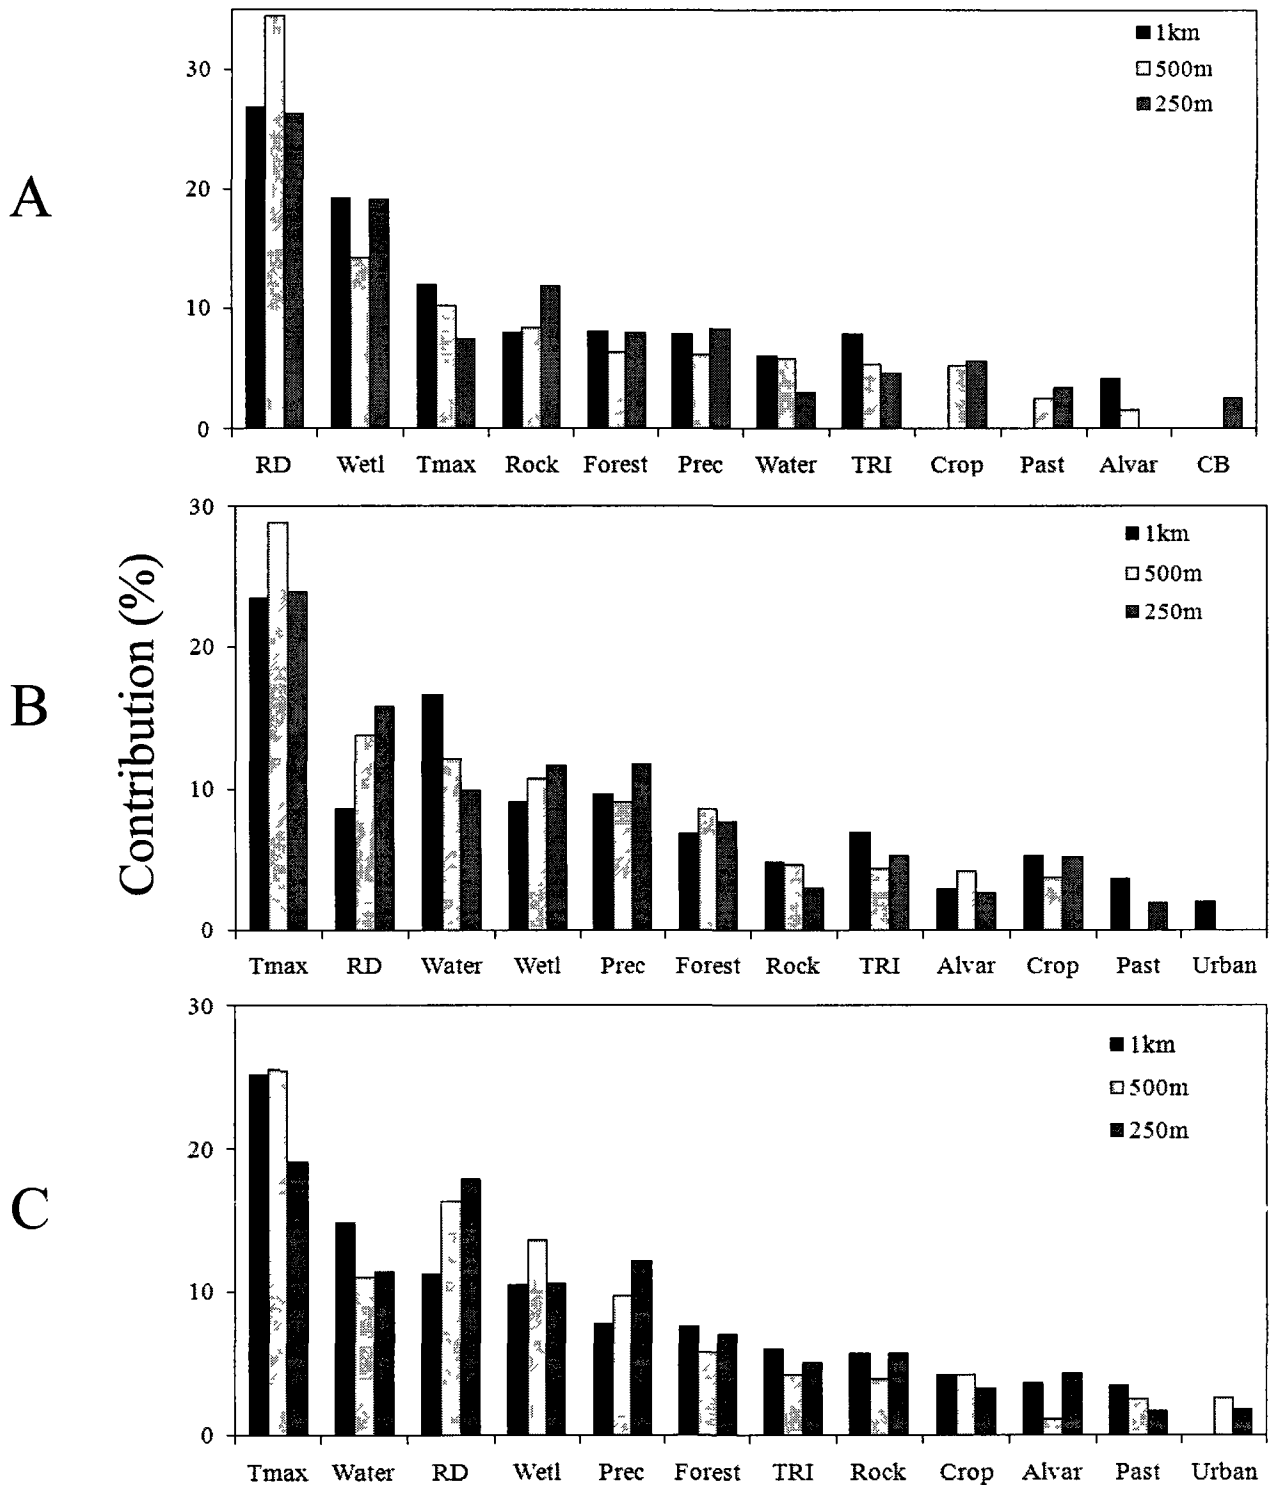 A
30
20
10
0
1km
500m
250m
RD Wetl Tmax Rock Forest Prec Water TRI Crop Past Alvar CB
Contribution (%)
B
30
20
10
0
1km
500m
250m
Tmax RD Water Wetl Prec Forest Rock TRI Alvar Crop Past Urban
C
30
20
10
0
1km
500m
250m
Tmax Water RD Wetl Prec Forest TRI Rock Crop Alvar Past Urban